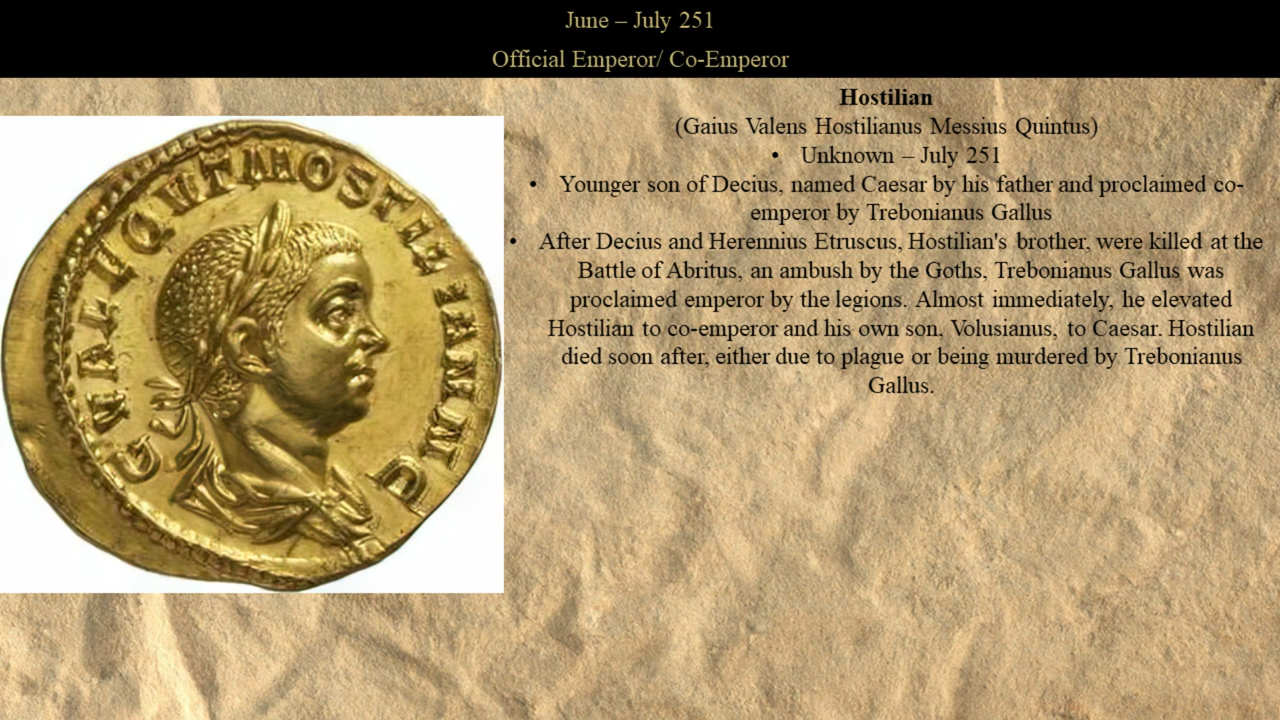 June – July 251
Official Emperor/ Co-Emperor
Hostilian
(Gaius Valens Hostilianus Messius Quintus)
• Unknown – July 251
• Younger son of Decius, named Caesar by his father and proclaimed co-
emperor by Trebonianus Gallus
• After Decius and Herennius Etruscus, Hostilian's brother, were killed at the
Battle of Abritus, an ambush by the Goths, Trebonianus Gallus was
proclaimed emperor by the legions. Almost immediately, he elevated
Hostilian to co-emperor and his own son, Volusianus, to Caesar. Hostilian
died soon after, either due to plague or being murdered by Trebonianus
Gallus.